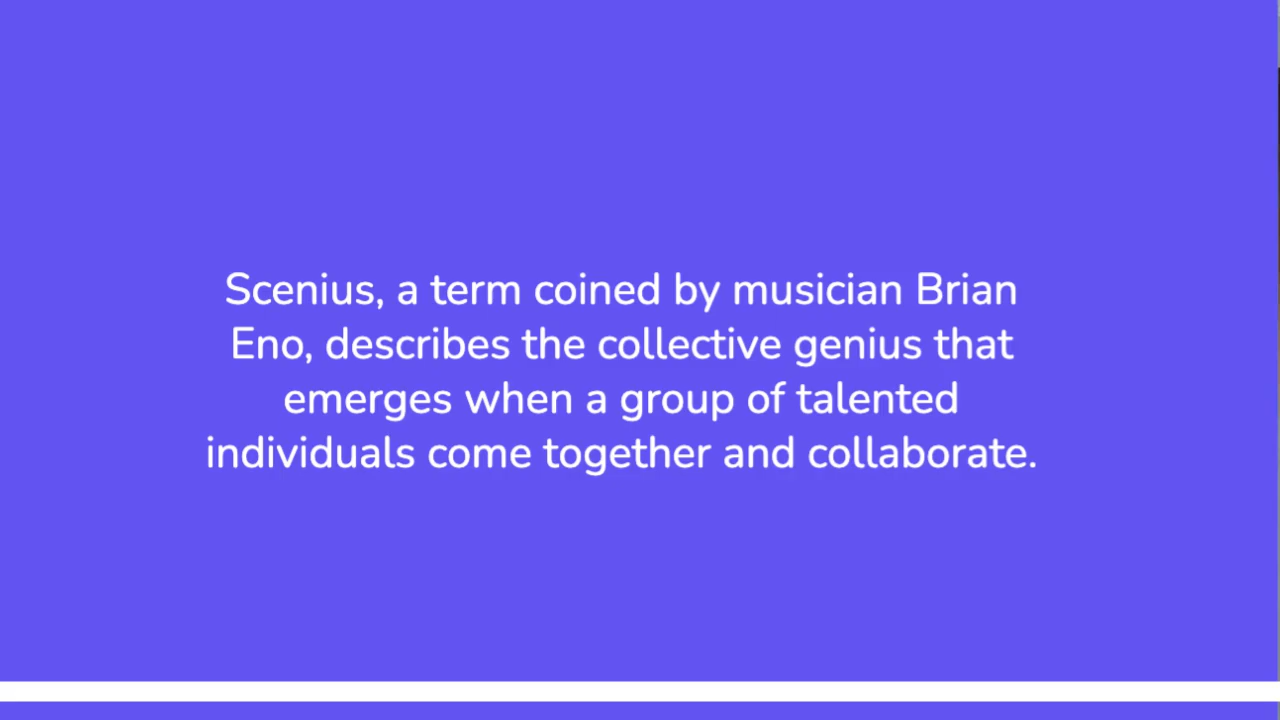 Scenius, a term coined by musician Brian
Eno, describes the collective genius that
emerges when a group of talented
individuals come together and collaborate.